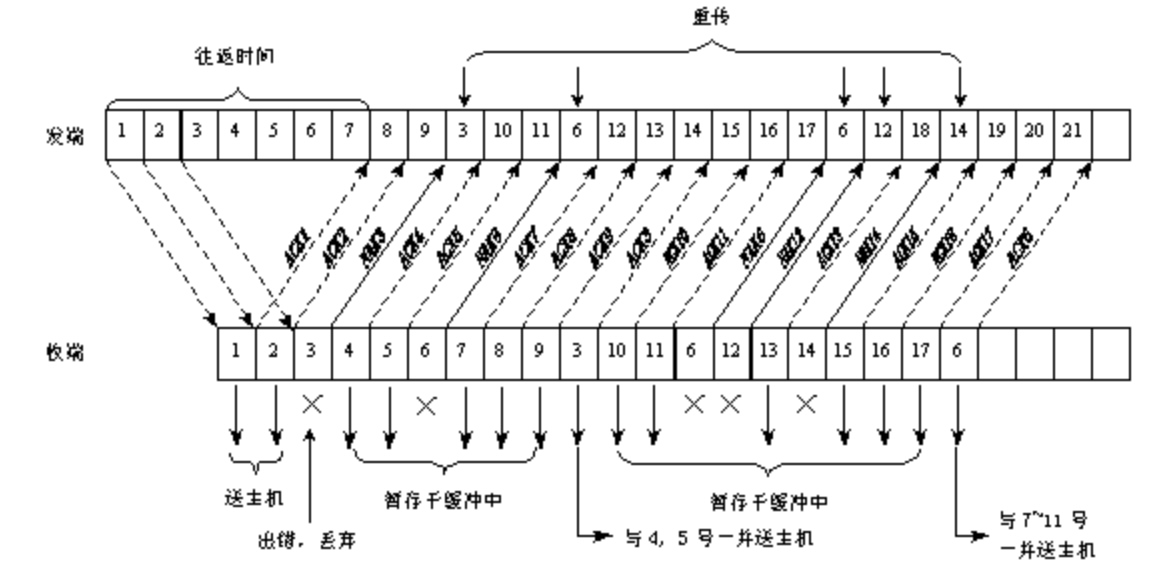 重传
往返时间
发端 1 2 3 4 5 6 7 8 9 3 10 11 6 12 13 14 15 16 17 6 12 18 14 19 20 21
ACK1 ACK2 NAK3 ACK4 ACK5 NAK6 ACK7 ACK8 ACK9 ACK3 ACK10 ACK11 NAK6 NAK12 ACK13 NAK14 ACK15 ACK16 ACK17 ACK6
收端 1 2 3 4 5 6 7 8 9 3 10 11 6 12 13 14 15 16 17 6
送主机
暂存于缓冲中
暂存于缓冲中
出错，丢弃
与4, 5号一并送主机
与7~11号
一并送主机